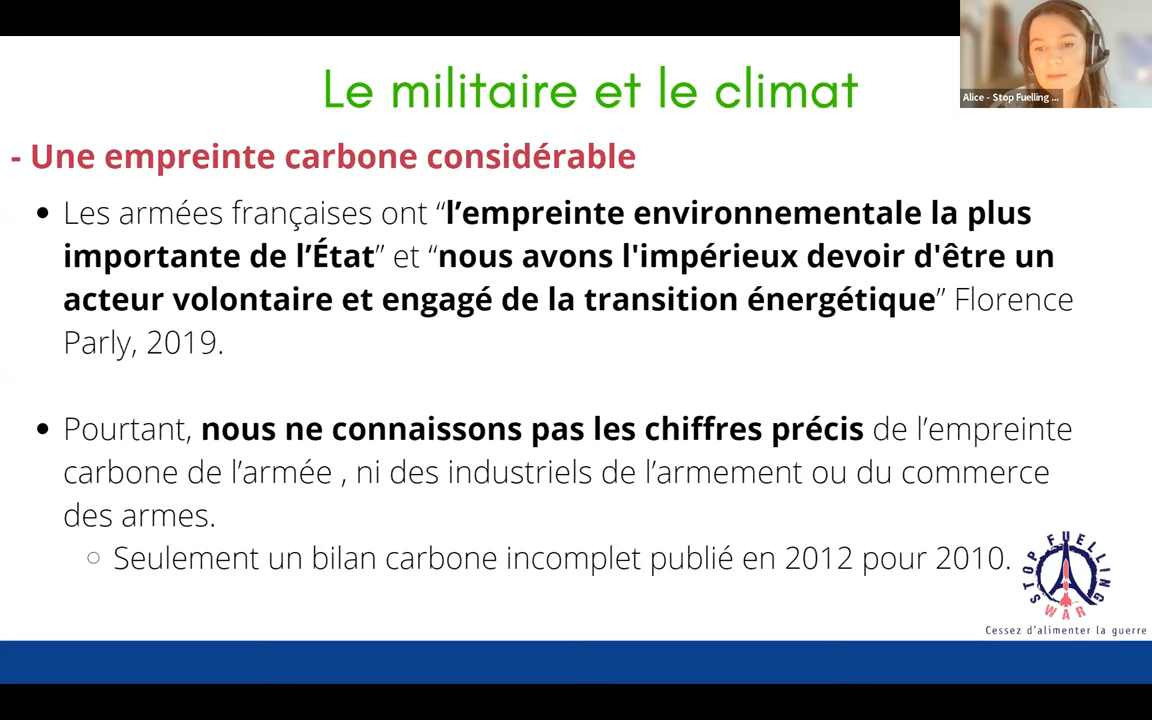 Le militaire et le climat
Alice - Stop Fuelling ...
- Une empreinte carbone considérable
• Les armées françaises ont “l’empreinte environnementale la plus
importante de l’État” et “nous avons l'impérieux devoir d'être un
acteur volontaire et engagé de la transition énergétique” Florence
Parly, 2019.
• Pourtant, nous ne connaissons pas les chiffres précis de l’empreinte
carbone de l’armée , ni des industriels de l’armement ou du commerce
des armes.
○ Seulement un bilan carbone incomplet publié en 2012 pour 2010.
STOP FUELLING
WAR
Cessez d’alimenter la guerre